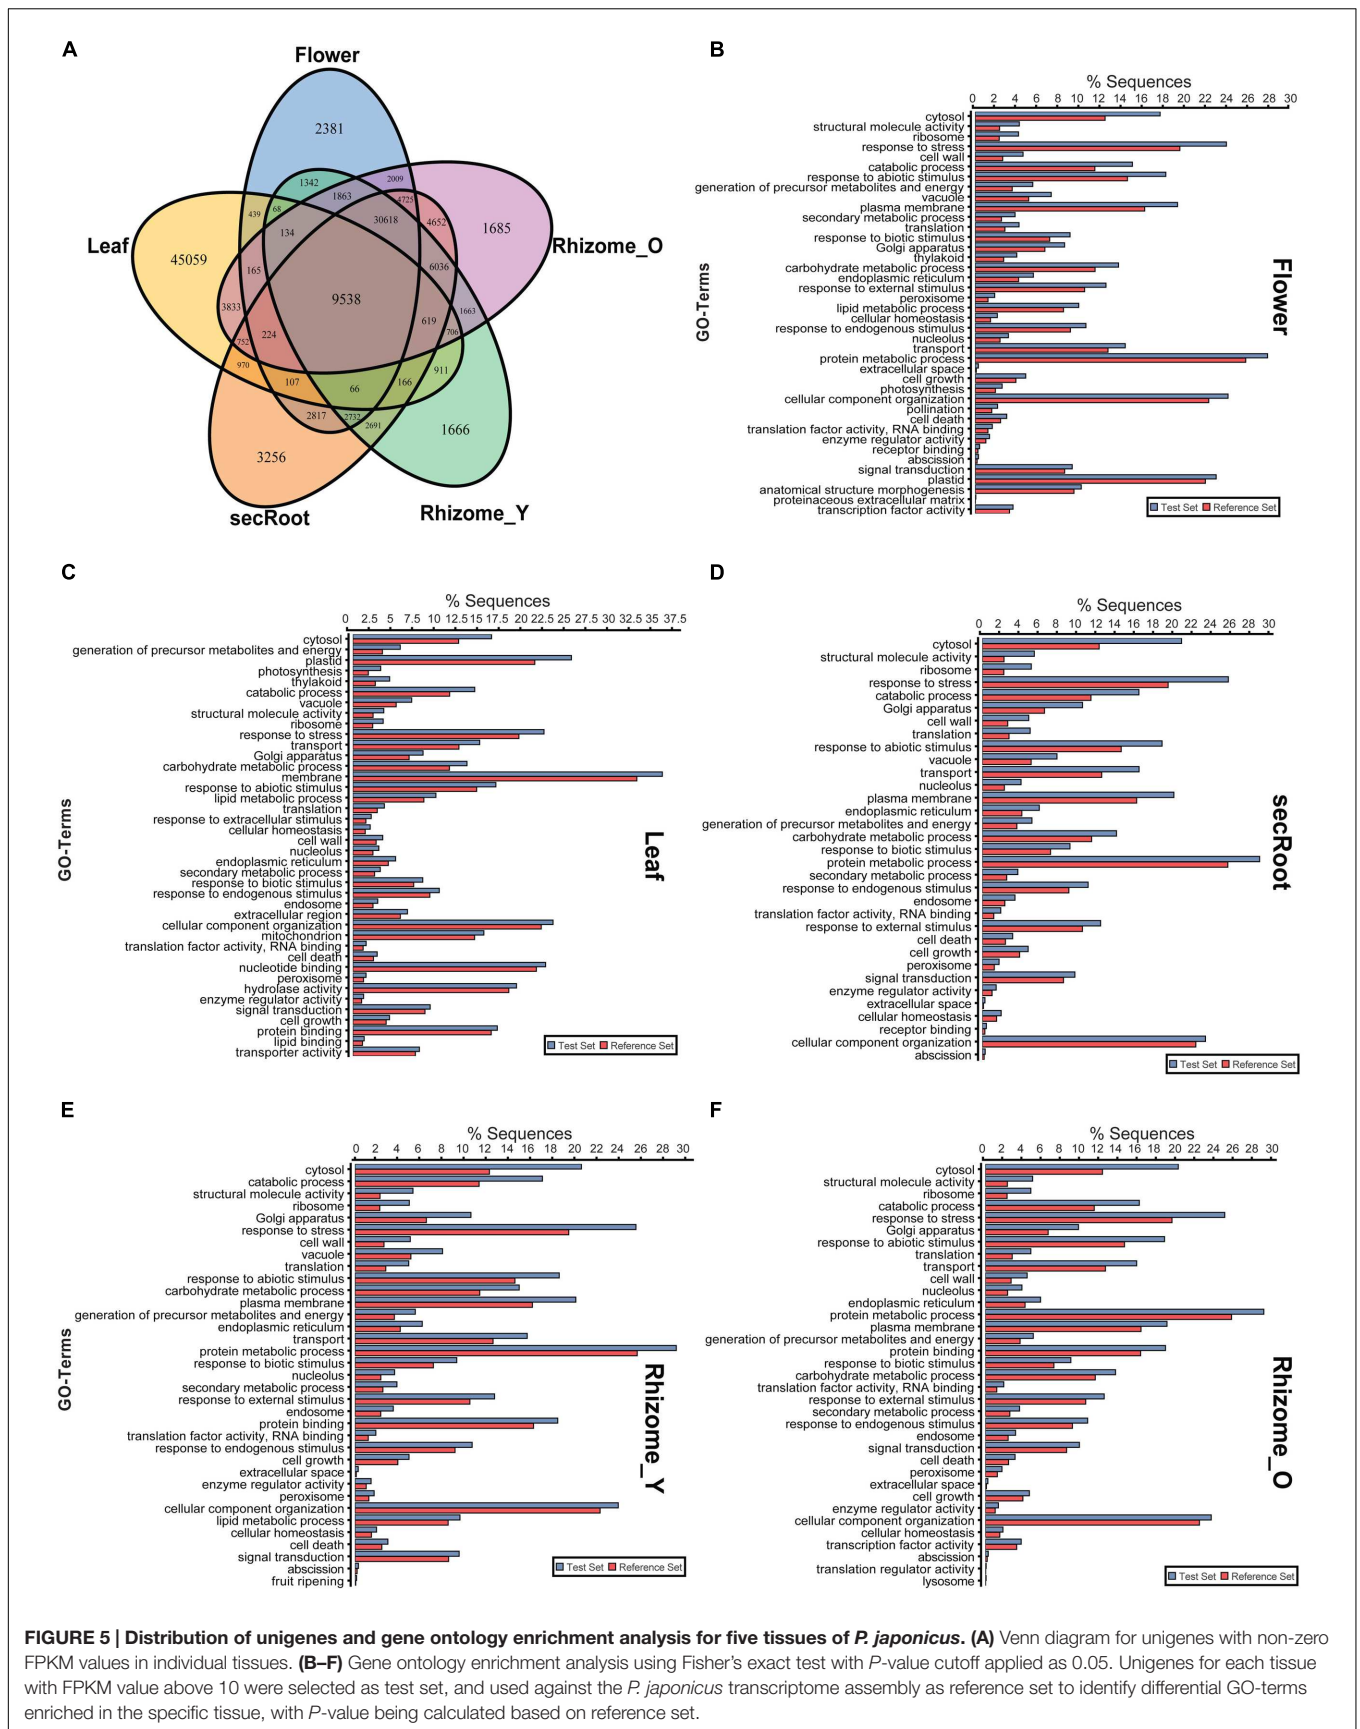 A
Flower
2381
1342
1863
2009
4725
439
68
134
30618
4652
1685
Leaf
Rhizome_O
45059
165
6036
3833
9538
1663
619
706
224
752
970
107
66
166
911
2817
2732
2691
1666
3256
secRoot
Rhizome_Y
B
% Sequences
0 2 4 6 8 10 12 14 16 18 20 22 24 26 28 30
cytosol
structural molecule activity
ribosome
response to stress
cell wall
catabolic process
response to abiotic stimulus
generation of precursor metabolites and energy
vacuole
plasma membrane
secondary metabolic process
translation
response to biotic stimulus
Golgi apparatus
thylakoid
carbohydrate metabolic process
endoplasmic reticulum
response to external stimulus
peroxisome
lipid metabolic process
cellular homeostasis
response to endogenous stimulus
nucleolus
transport
protein metabolic process
extracellular space
cell growth
photosynthesis
cellular component organization
pollination
cell death
translation factor activity, RNA binding
enzyme regulator activity
receptor binding
abscission
signal transduction
plastid
anatomical structure morphogenesis
proteinaceous extracellular matrix
transcription factor activity
GO-Terms
Flower
Test Set Reference Set
C
% Sequences
0 2.5 5 7.5 10 12.5 15 17.5 20 22.5 25 27.5 30 32.5 35 37.5
cytosol
generation of precursor metabolites and energy
plastid
photosynthesis
thylakoid
catabolic process
vacuole
structural molecule activity
ribosome
response to stress
transport
Golgi apparatus
carbohydrate metabolic process
membrane
response to abiotic stimulus
lipid metabolic process
translation
response to extracellular stimulus
cellular homeostasis
cell wall
nucleolus
endoplasmic reticulum
secondary metabolic process
response to biotic stimulus
response to endogenous stimulus
endosome
extracellular region
cellular component organization
mitochondrion
translation factor activity, RNA binding
cell death
nucleotide binding
peroxisome
hydrolase activity
enzyme regulator activity
signal transduction
cell growth
protein binding
lipid binding
transporter activity
GO-Terms
Leaf
Test Set Reference Set
D
% Sequences
0 2 4 6 8 10 12 14 16 18 20 22 24 26 28 30
cytosol
structural molecule activity
ribosome
response to stress
catabolic process
Golgi apparatus
cell wall
translation
response to abiotic stimulus
vacuole
transport
nucleolus
plasma membrane
endoplasmic reticulum
generation of precursor metabolites and energy
carbohydrate metabolic process
response to biotic stimulus
protein metabolic process
secondary metabolic process
response to endogenous stimulus
endosome
translation factor activity, RNA binding
response to external stimulus
cell death
cell growth
peroxisome
signal transduction
enzyme regulator activity
extracellular space
cellular homeostasis
receptor binding
cellular component organization
abscission
secRoot
Test Set Reference Set
E
% Sequences
0 2 4 6 8 10 12 14 16 18 20 22 24 26 28 30
cytosol
catabolic process
structural molecule activity
ribosome
Golgi apparatus
response to stress
cell wall
vacuole
translation
response to abiotic stimulus
carbohydrate metabolic process
plasma membrane
generation of precursor metabolites and energy
endoplasmic reticulum
transport
protein metabolic process
response to biotic stimulus
nucleolus
secondary metabolic process
response to external stimulus
endosome
protein binding
translation factor activity, RNA binding
response to endogenous stimulus
cell growth
extracellular space
enzyme regulator activity
peroxisome
cellular component organization
lipid metabolic process
cellular homeostasis
cell death
signal transduction
abscission
fruit ripening
GO-Terms
Rhizome_Y
Test Set Reference Set
F
% Sequences
0 2 4 6 8 10 12 14 16 18 20 22 24 26 28 30
cytosol
structural molecule activity
ribosome
catabolic process
response to stress
Golgi apparatus
response to abiotic stimulus
translation
transport
cell wall
nucleolus
endoplasmic reticulum
protein metabolic process
plasma membrane
generation of precursor metabolites and energy
protein binding
response to biotic stimulus
carbohydrate metabolic process
translation factor activity, RNA binding
response to external stimulus
secondary metabolic process
response to endogenous stimulus
endosome
signal transduction
cell death
peroxisome
extracellular space
cell growth
enzyme regulator activity
cellular component organization
cellular homeostasis
transcription factor activity
abscission
translation regulator activity
lysosome
Rhizome_O
Test Set Reference Set
FIGURE 5 | Distribution of unigenes and gene ontology enrichment analysis for five tissues of P. japonicus. (A) Venn diagram for unigenes with non-zero
FPKM values in individual tissues. (B–F) Gene ontology enrichment analysis using Fisher's exact test with P-value cutoff applied as 0.05. Unigenes for each tissue
with FPKM value above 10 were selected as test set, and used against the P. japonicus transcriptome assembly as reference set to identify differential GO-terms
enriched in the specific tissue, with P-value being calculated based on reference set.